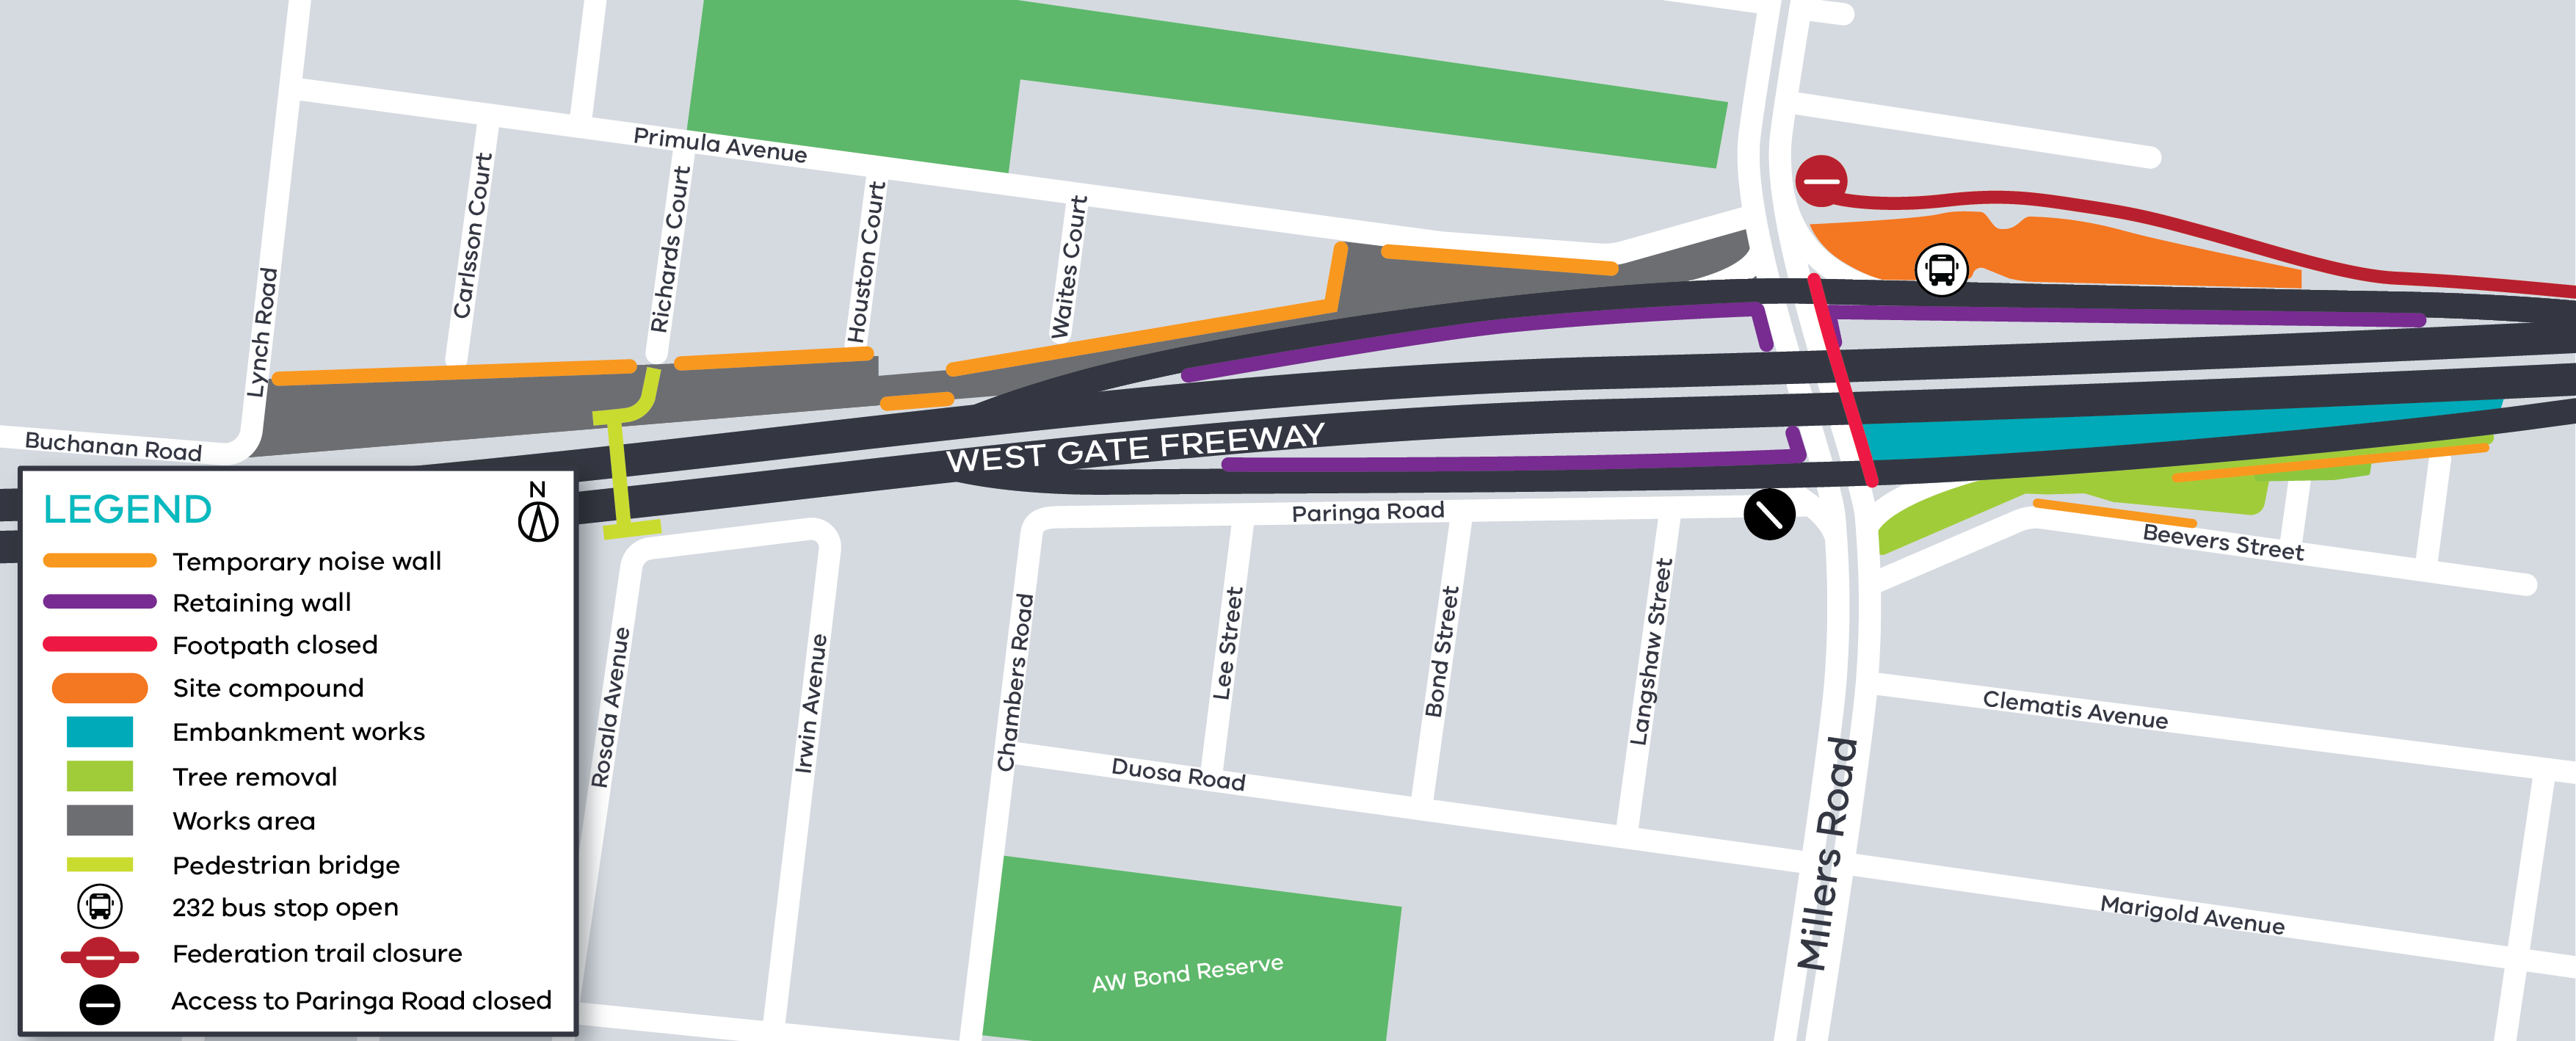 Primula Avenue
Carlsson Court
Richards Court
Houston Court
Waites Court
Lynch Road
Buchanan Road
WEST GATE FREEWAY
Paringa Road
Beevers Street
Rosala Avenue
Irwin Avenue
Chambers Road
Lee Street
Bond Street
Langshaw Street
Duosa Road
Clematis Avenue
Millers Road
Marigold Avenue
AW Bond Reserve
LEGEND
N
Temporary noise wall
Retaining wall
Footpath closed
Site compound
Embankment works
Tree removal
Works area
Pedestrian bridge
232 bus stop open
Federation trail closure
Access to Paringa Road closed